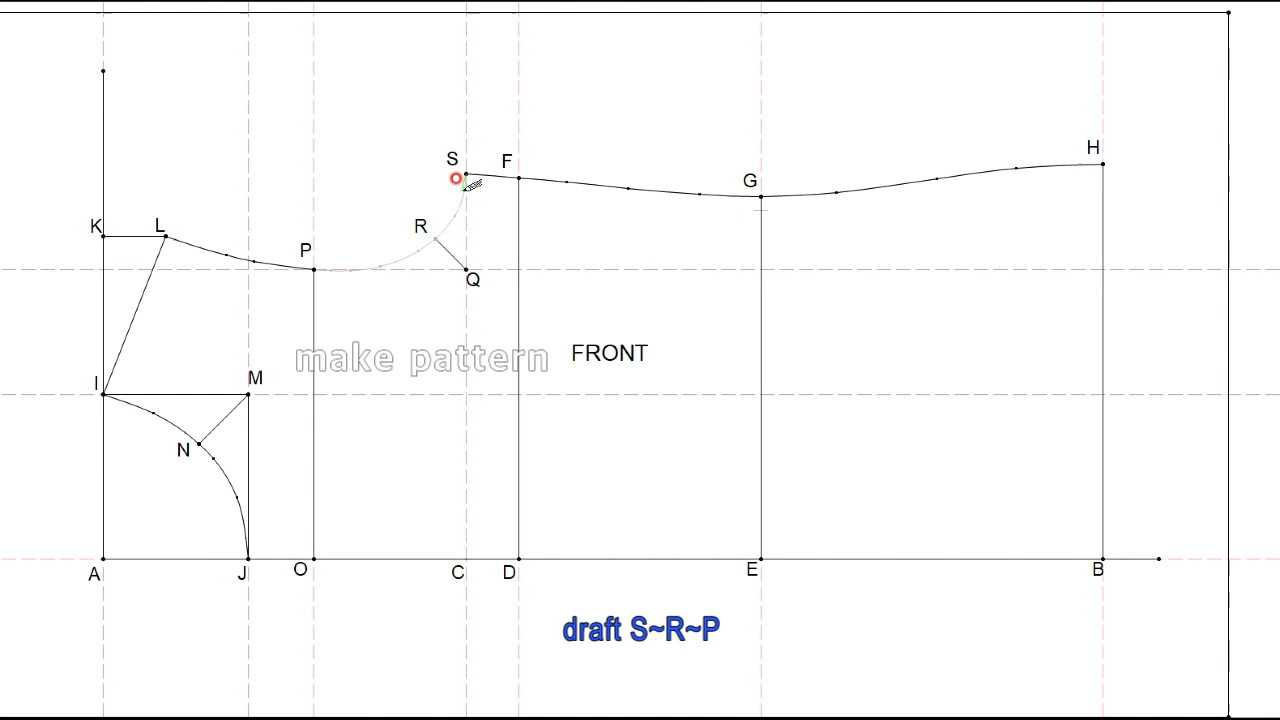 H
S F
G
K L R
P
Q
make pattern FRONT
I M
N
A J O C D E B
draft S~R~P